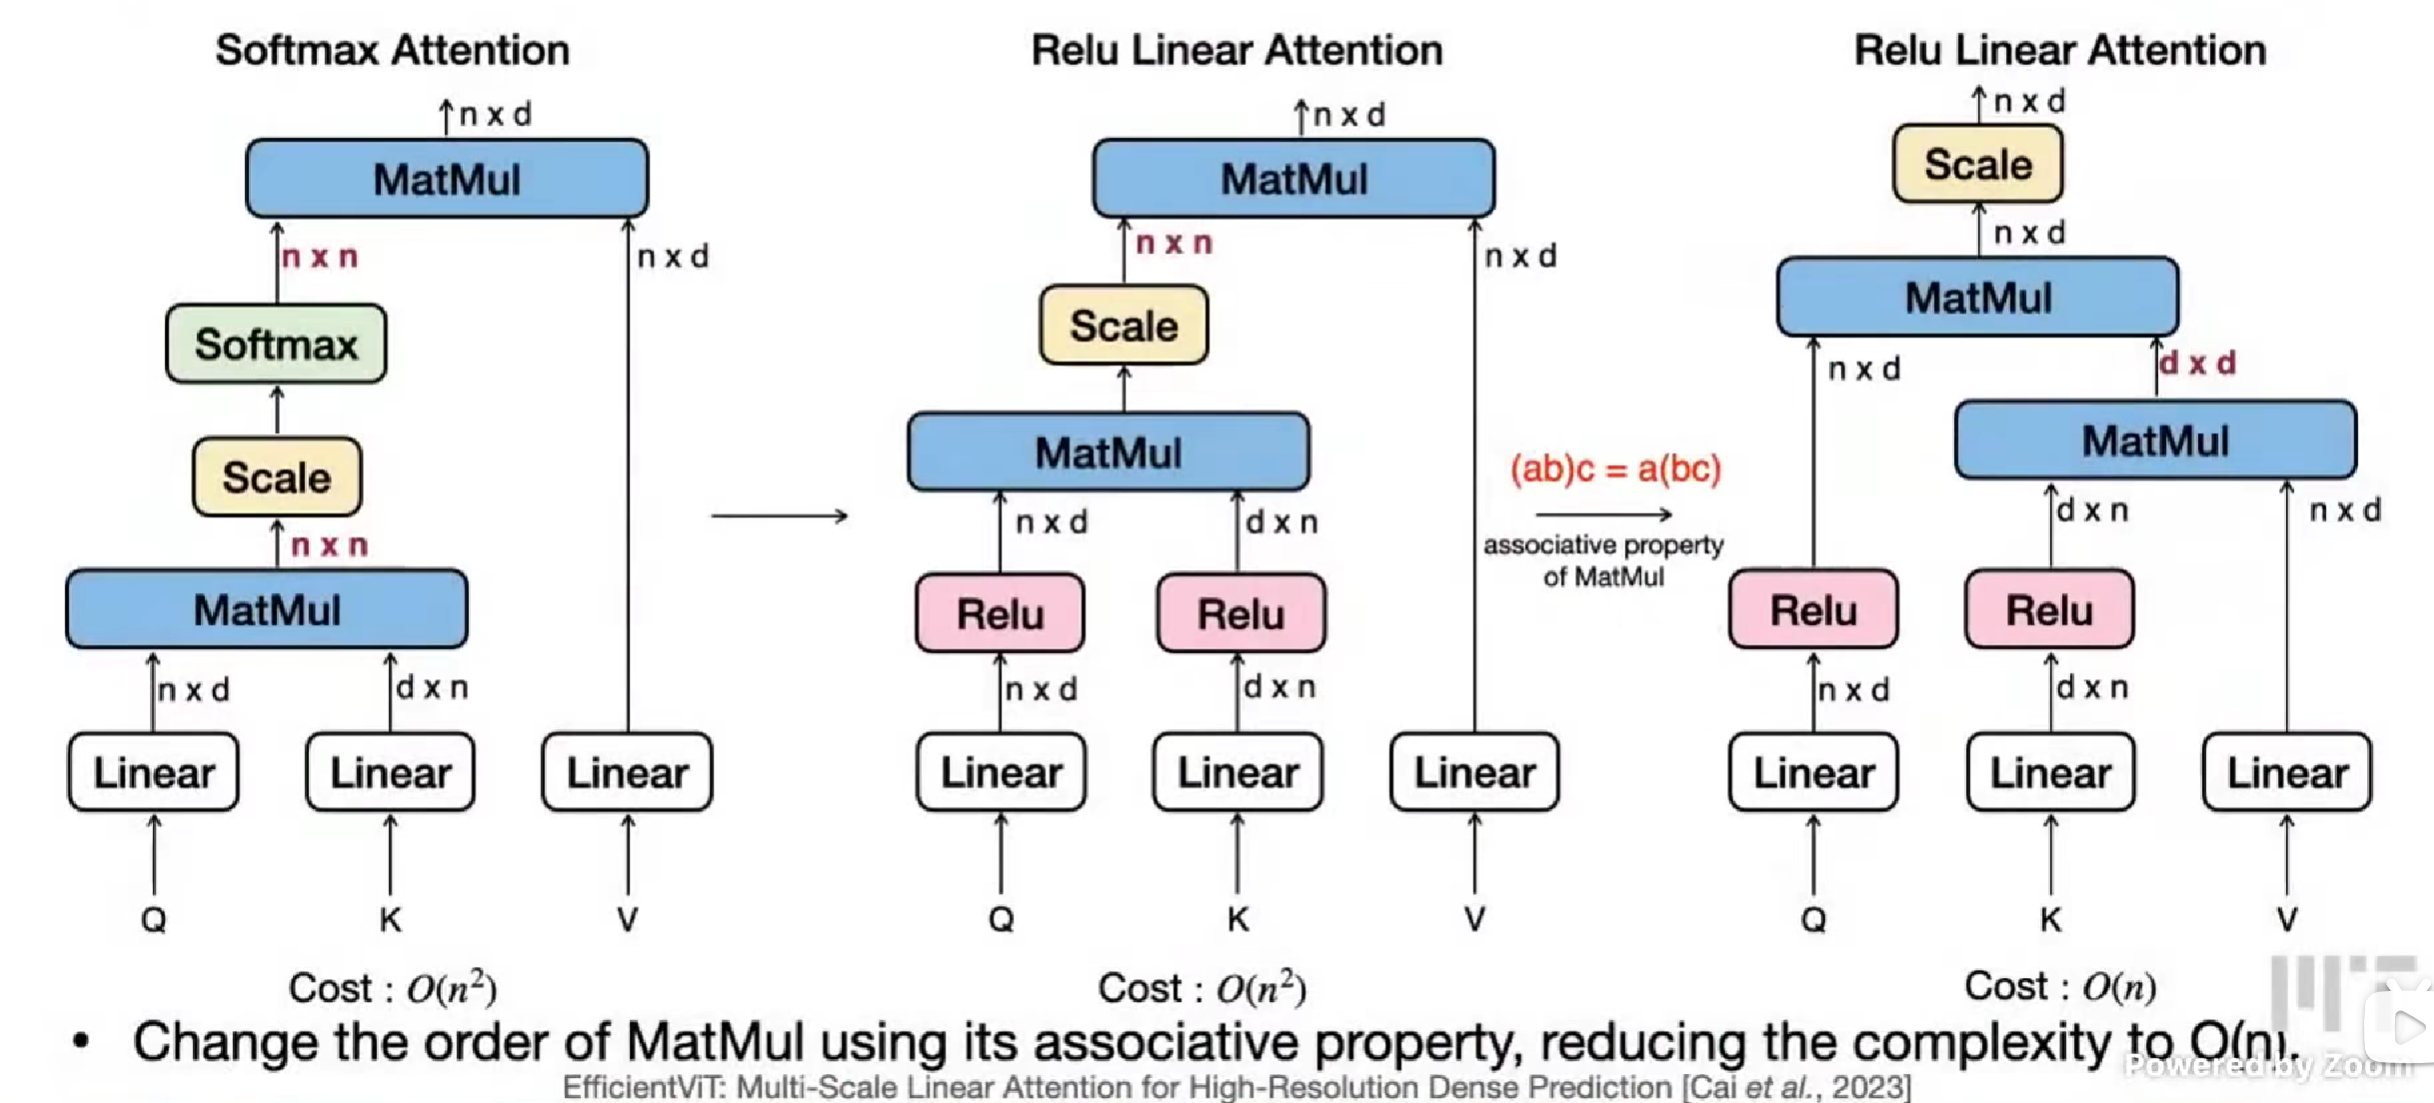 Softmax Attention
n x d
MatMul
n x n
n x d
Softmax
Scale
n x n
MatMul
n x d
d x n
Linear
Linear
Linear
Q
K
V
Cost : O(n²)
Relu Linear Attention
n x d
MatMul
n x n
n x d
Scale
MatMul
n x d
d x n
Relu
Relu
n x d
d x n
Linear
Linear
Linear
Q
K
V
Cost : O(n²)
(ab)c = a(bc)
associative property
of MatMul
Relu Linear Attention
n x d
Scale
n x d
MatMul
n x d
d x d
MatMul
d x n
n x d
Relu
Relu
n x d
d x n
Linear
Linear
Linear
Q
K
V
Cost : O(n)
• Change the order of MatMul using its associative property, reducing the complexity to O(n).
EfficientViT: Multi-Scale Linear Attention for High-Resolution Dense Prediction [Cai et al., 2023]
Powered by Zoom